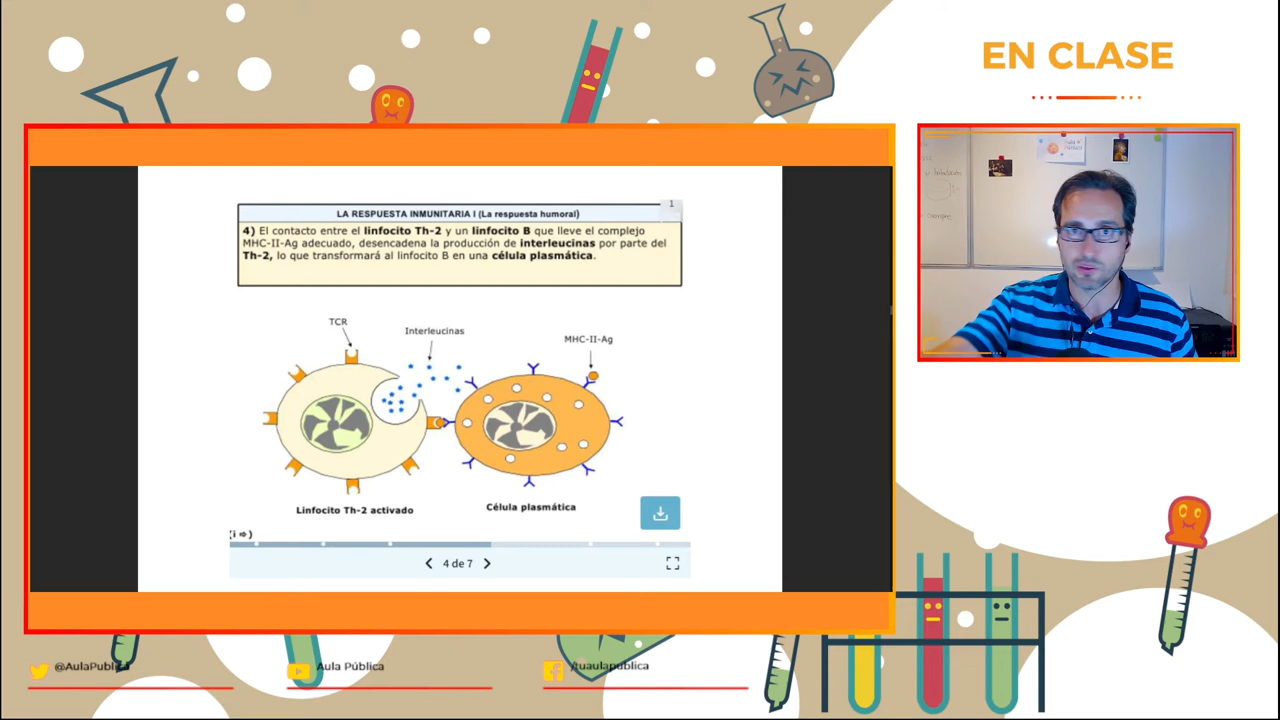 EN CLASE
1
LA RESPUESTA INMUNITARIA I (La respuesta humoral)
4) El contacto entre el linfocito Th-2 y un linfocito B que lleve el complejo
MHC-II-Ag adecuado, desencadena la producción de interleucinas por parte del
Th-2, lo que transformará al linfocito B en una célula plasmática.
TCR
Interleucinas
MHC-II-Ag
Linfocito Th-2 activado
Célula plasmática
(i ➩)
4 de 7
@AulaPublica
Aula Pública
/tuaulapublica